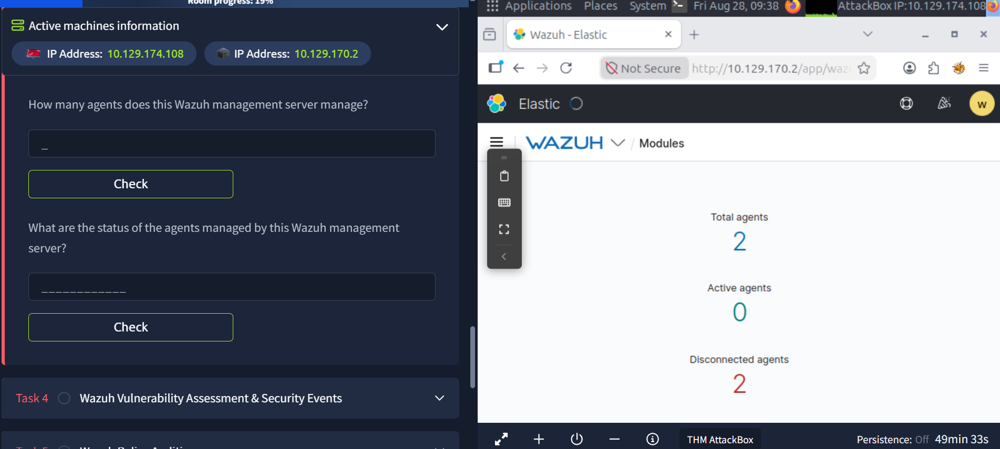 Room progress: 19%
Active machines information
IP Address: 10.129.174.108
IP Address: 10.129.170.2
How many agents does this Wazuh management server manage?
_
Check
What are the status of the agents managed by this Wazuh management
server?
____________
Check
Task 4 Wazuh Vulnerability Assessment & Security Events
Applications Places System Fri Aug 28, 09:38 AttackBox IP:10.129.174.108
Wazuh - Elastic
Not Secure http://10.129.170.2/app/waz
Elastic
w
WAZUH / Modules
Total agents
2
Active agents
0
Disconnected agents
2
THM AttackBox
Persistence: Off 49min 33s